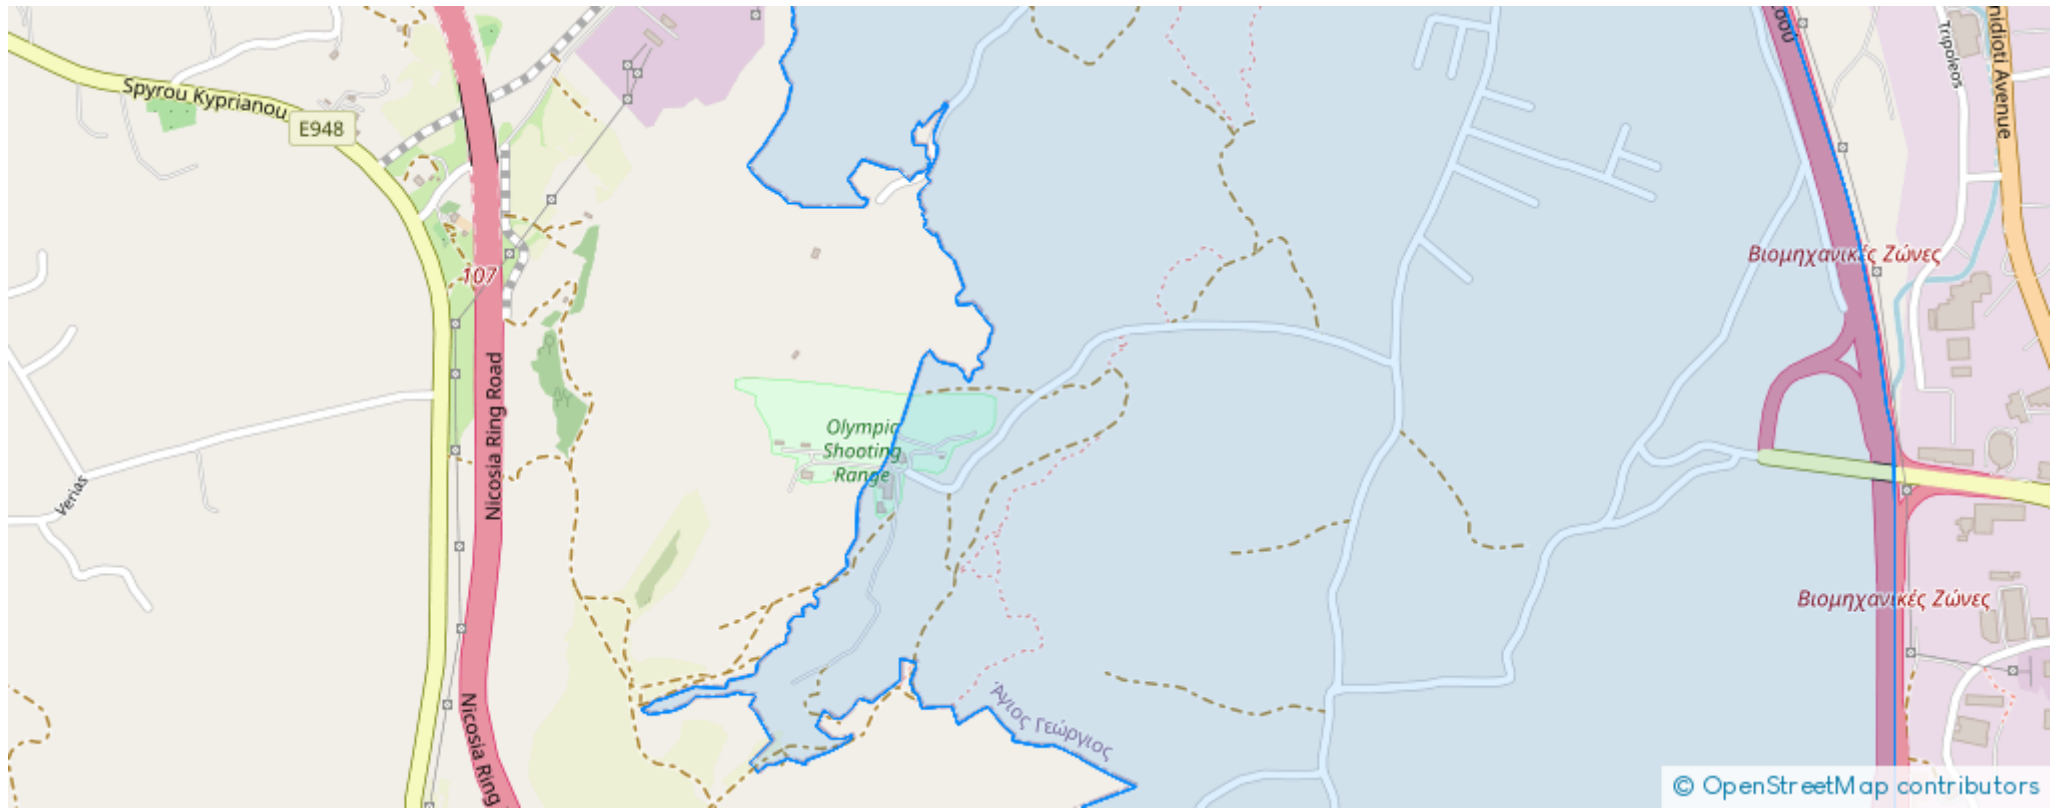 Spyrou Kyprianou
E948
107
Nicosia Ring Road
Nicosia Ring
Verias
Olympic
Shooting
Range
Άγιος Γεώργιος
Βιομηχανικές Ζώνες
Βιομηχανικές Ζώνες
Tripoleos
Avenue
© OpenStreetMap contributors